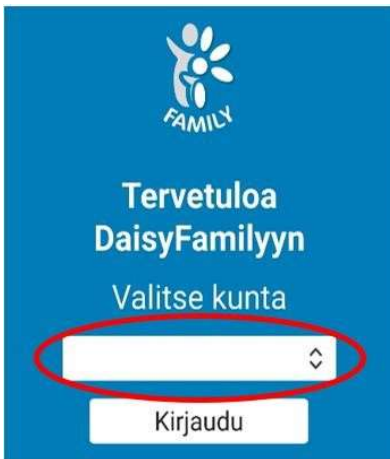 FAMILY
Tervetuloa
DaisyFamilyyn
Valitse kunta
Kirjaudu